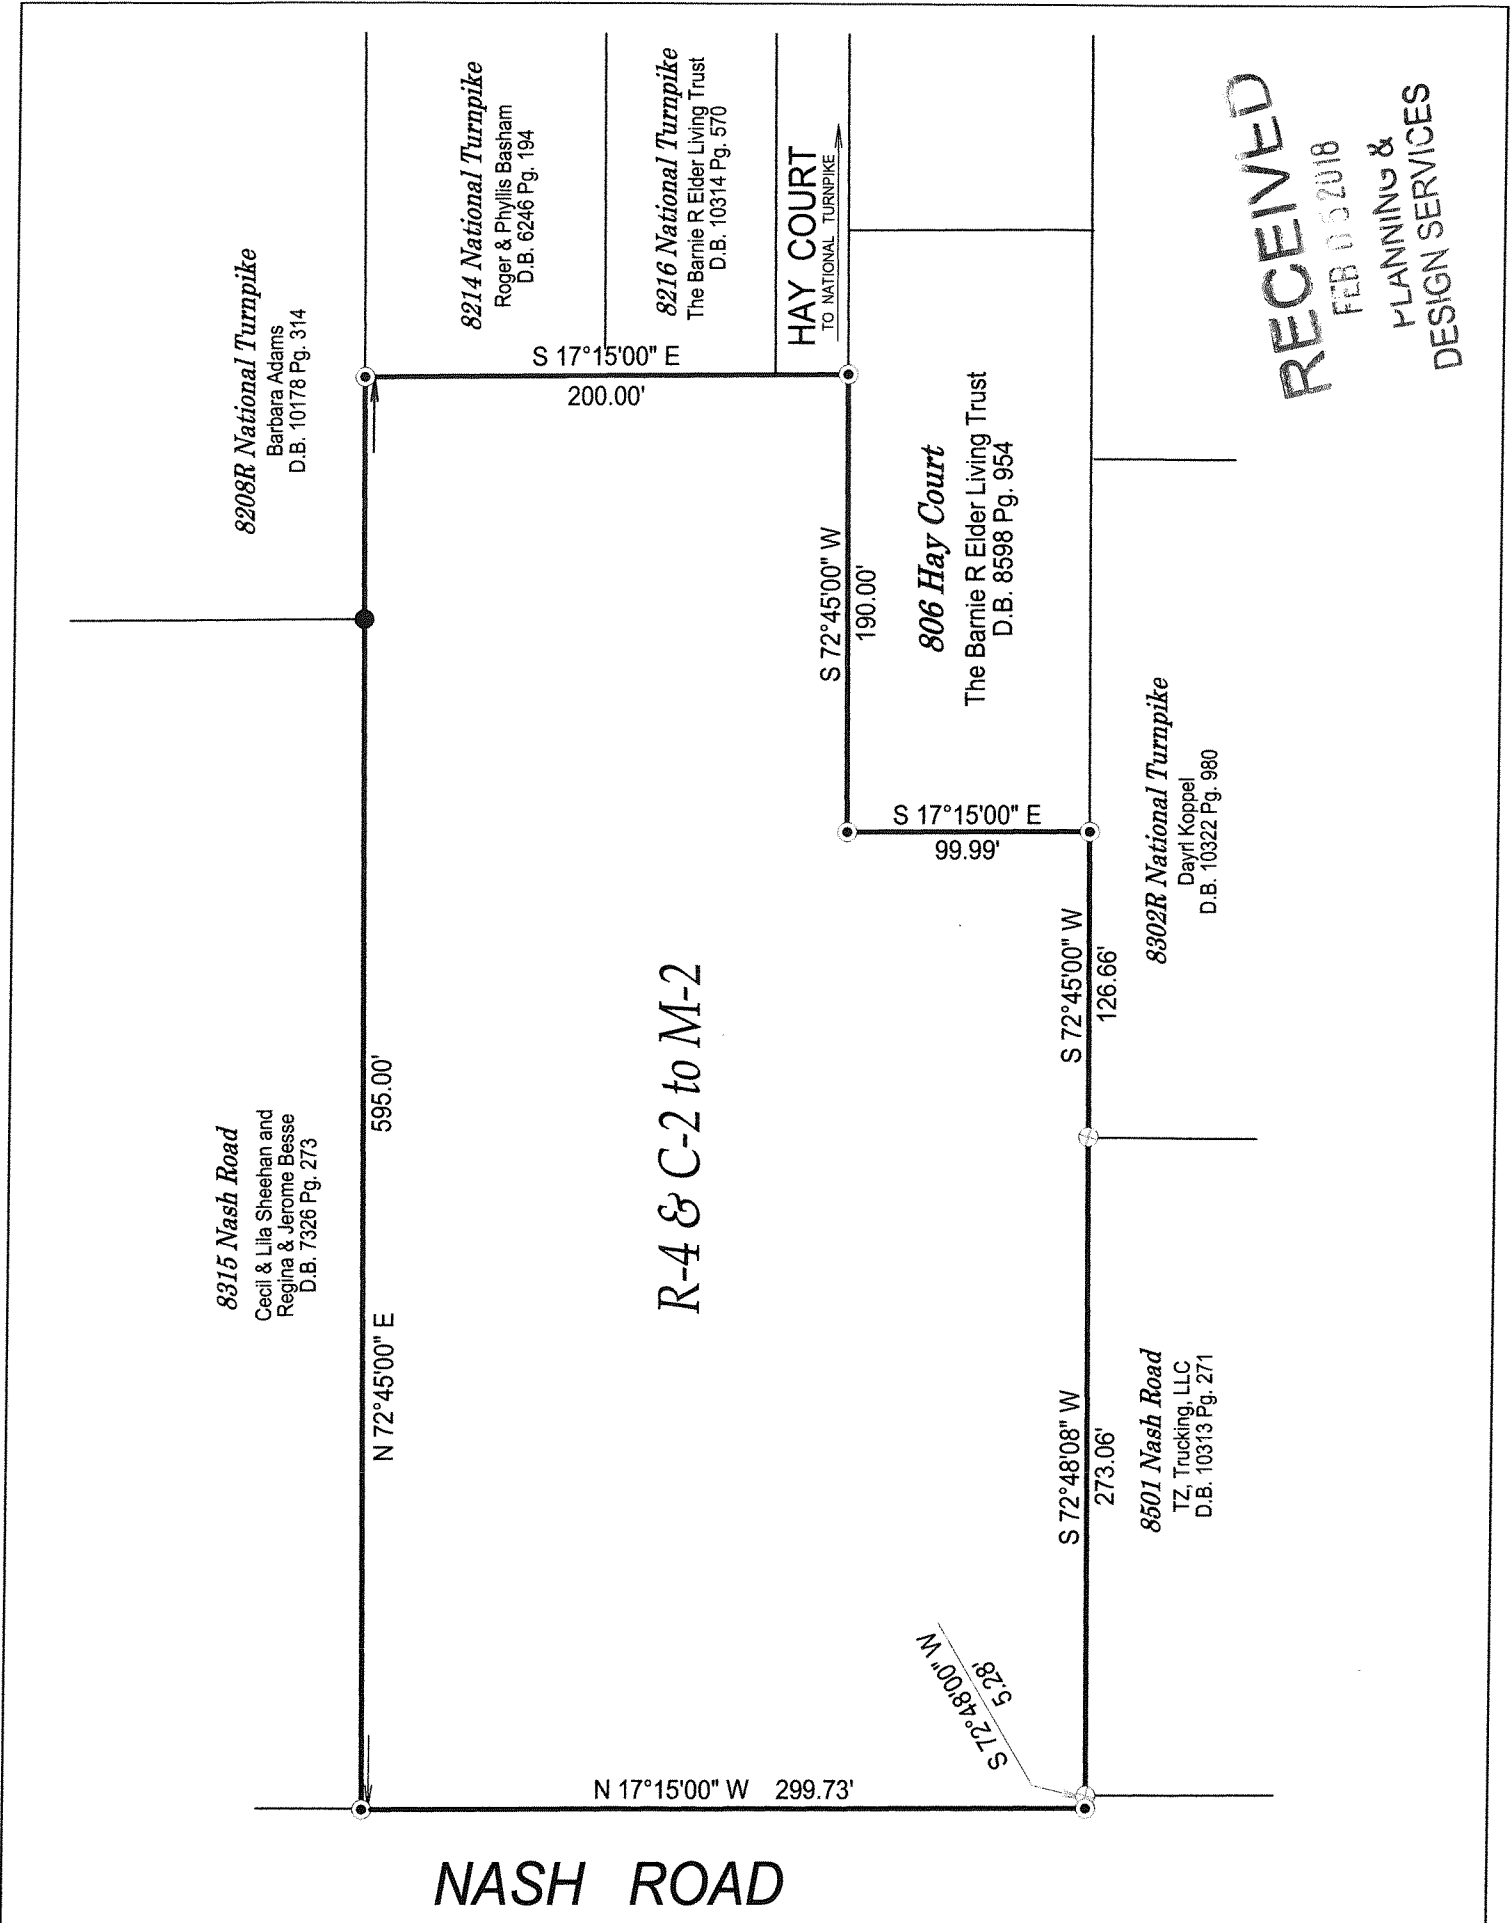 8208R National Turnpike
Barbara Adams
D.B. 10178 Pg. 314
8214 National Turnpike
Roger & Phyllis Basham
D.B. 6246 Pg. 194
8216 National Turnpike
The Barnie R Elder Living Trust
D.B. 10314 Pg. 570
HAY COURT
TO NATIONAL TURNPIKE
RECEIVED
FEB 05 2018
PLANNING &
DESIGN SERVICES
S 17°15'00" E
200.00'
S 72°45'00" W
190.00'
806 Hay Court
The Barnie R Elder Living Trust
D.B. 8598 Pg. 954
S 17°15'00" E
99.99'
8302R National Turnpike
Dayrl Koppel
D.B. 10322 Pg. 980
S 72°45'00" W
126.66'
8315 Nash Road
Cecil & Lila Sheehan and
Regina & Jerome Besse
D.B. 7326 Pg. 273
N 72°45'00" E 595.00'
R-4 & C-2 to M-2
S 72°48'08" W
273.06'
8501 Nash Road
TZ, Trucking, LLC
D.B. 10313 Pg. 271
S 72°48'00" W
5.28'
N 17°15'00" W 299.73'
NASH ROAD